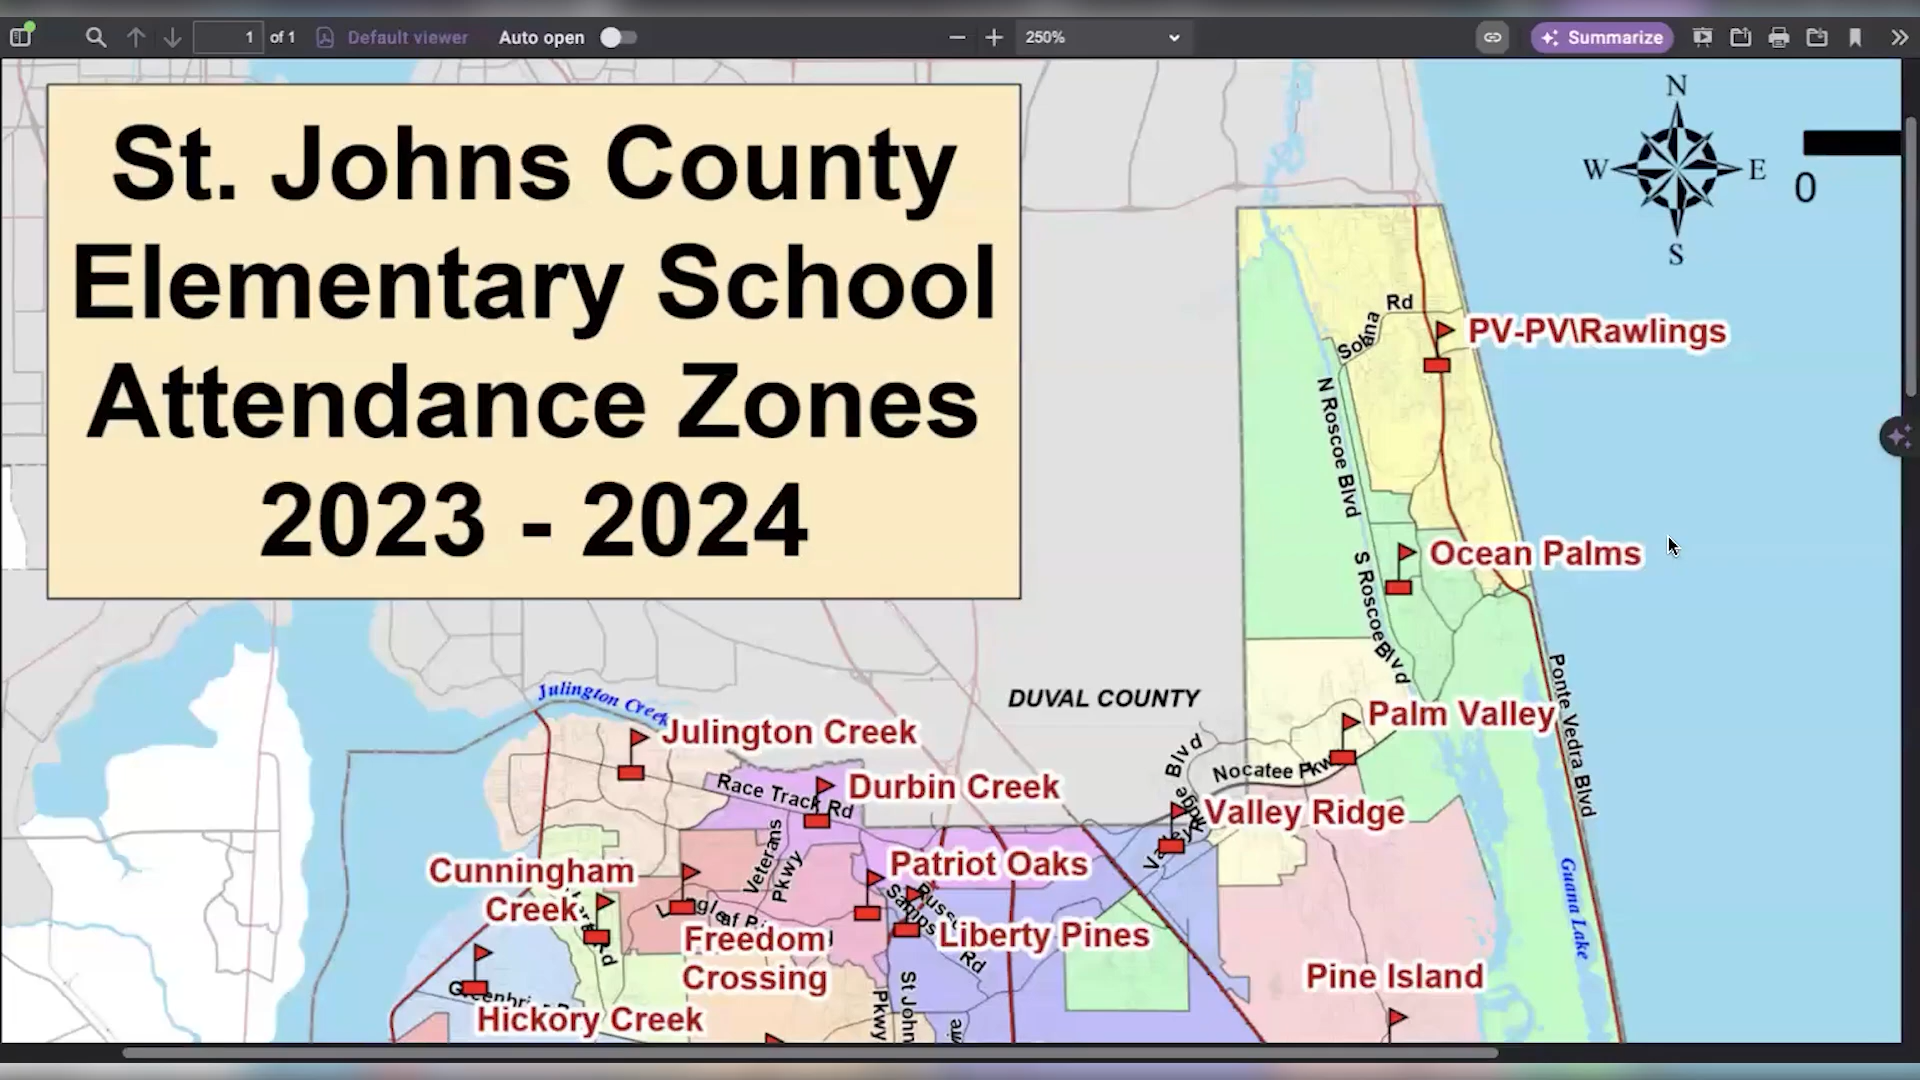 1 of 1 Default viewer Auto open 250% Summarize
St. Johns County
Elementary School
Attendance Zones
2023 - 2024
N
W E
S
0
Rd
Solana
PV-PV\Rawlings
N Roscoe Blvd
Ocean Palms
S Roscoe Blvd
Ponte Vedra Blvd
DUVAL COUNTY
Julington Creek
Julington Creek
Palm Valley
Nocatee Pkwy
Blvd
Race Track Rd
Durbin Creek
Valley Ridge
Veterans
Pkwy
Patriot Oaks
Cunningham
Creek
Guana Lake
Freedom
Crossing
Liberty Pines
Rd
Pine Island
Hickory Creek
Pkwy
St John